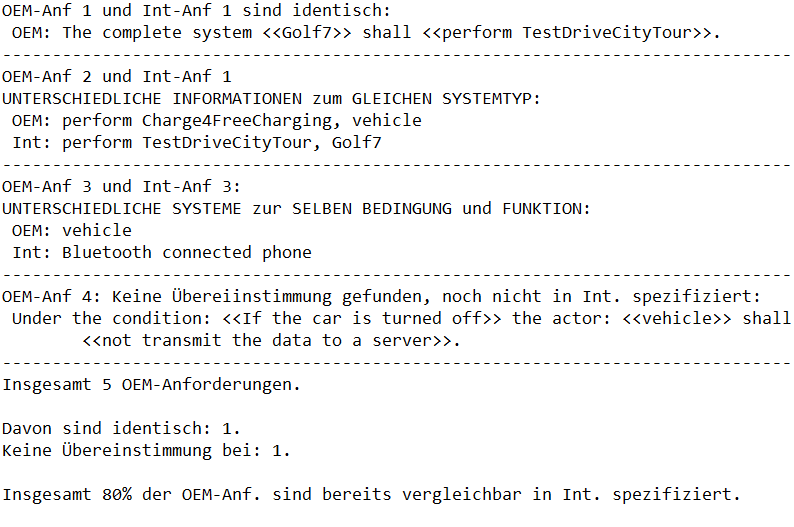 OEM-Anf 1 und Int-Anf 1 sind identisch:
OEM: The complete system <<Golf7>> shall <<perform TestDriveCityTour>>.
--------------------------------------------------------------------------------
OEM-Anf 2 und Int-Anf 1
UNTERSCHIEDLICHE INFORMATIONEN zum GLEICHEN SYSTEMTYP:
OEM: perform Charge4FreeCharging, vehicle
Int: perform TestDriveCityTour, Golf7
--------------------------------------------------------------------------------
OEM-Anf 3 und Int-Anf 3:
UNTERSCHIEDLICHE SYSTEME zur SELBEN BEDINGUNG und FUNKTION:
OEM: vehicle
Int: Bluetooth connected phone
--------------------------------------------------------------------------------
OEM-Anf 4: Keine Übereiinstimmung gefunden, noch nicht in Int. spezifiziert:
Under the condition: <<If the car is turned off>> the actor: <<vehicle>> shall
<<not transmit the data to a server>>.
--------------------------------------------------------------------------------
Insgesamt 5 OEM-Anforderungen.
Davon sind identisch: 1.
Keine Übereinstimmung bei: 1.
Insgesamt 80% der OEM-Anf. sind bereits vergleichbar in Int. spezifiziert.